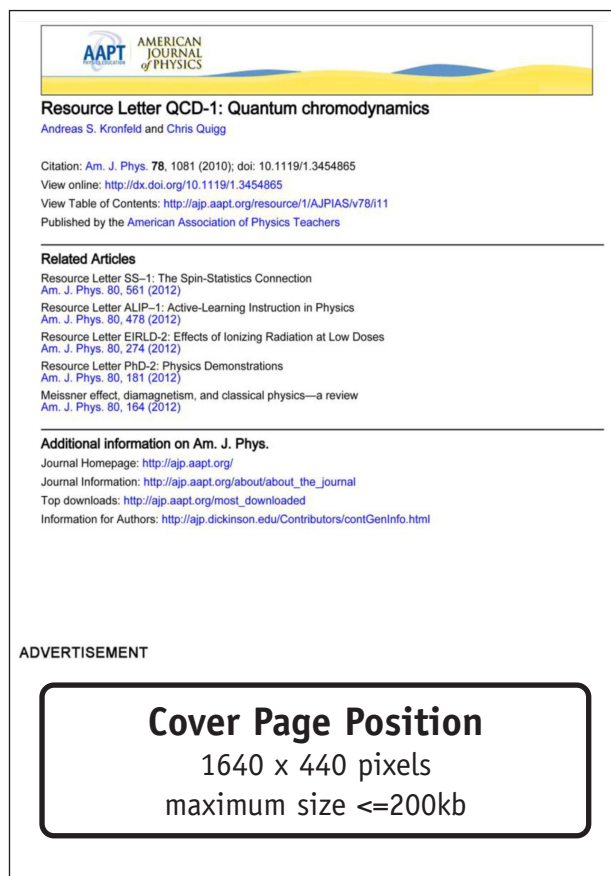 AAPT
PHYSICS EDUCATION
AMERICAN
JOURNAL
of PHYSICS
Resource Letter QCD-1: Quantum chromodynamics
Andreas S. Kronfeld and Chris Quigg
Citation: Am. J. Phys. 78, 1081 (2010); doi: 10.1119/1.3454865
View online: http://dx.doi.org/10.1119/1.3454865
View Table of Contents: http://ajp.aapt.org/resource/1/AJPIAS/v78/i11
Published by the American Association of Physics Teachers
Related Articles
Resource Letter SS–1: The Spin-Statistics Connection
Am. J. Phys. 80, 561 (2012)
Resource Letter ALIP–1: Active-Learning Instruction in Physics
Am. J. Phys. 80, 478 (2012)
Resource Letter EIRLD-2: Effects of Ionizing Radiation at Low Doses
Am. J. Phys. 80, 274 (2012)
Resource Letter PhD-2: Physics Demonstrations
Am. J. Phys. 80, 181 (2012)
Meissner effect, diamagnetism, and classical physics—a review
Am. J. Phys. 80, 164 (2012)
Additional information on Am. J. Phys.
Journal Homepage: http://ajp.aapt.org/
Journal Information: http://ajp.aapt.org/about/about_the_journal
Top downloads: http://ajp.aapt.org/most_downloaded
Information for Authors: http://ajp.dickinson.edu/Contributors/contGenInfo.html
ADVERTISEMENT
Cover Page Position
1640 x 440 pixels
maximum size <=200kb